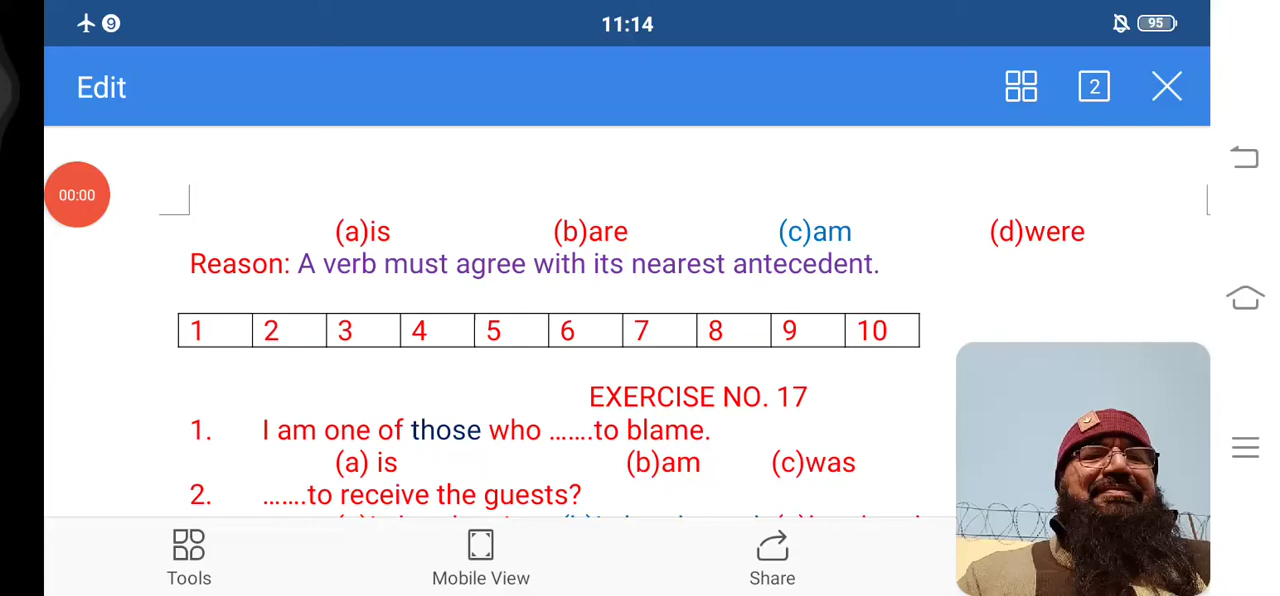 9 11:14 95
Edit 2
00:00
(a)is (b)are (c)am (d)were
Reason: A verb must agree with its nearest antecedent.
1 2 3 4 5 6 7 8 9 10
EXERCISE NO. 17
1. I am one of those who …….to blame.
(a) is (b)am (c)was
2. …….to receive the guests?
Tools Mobile View Share